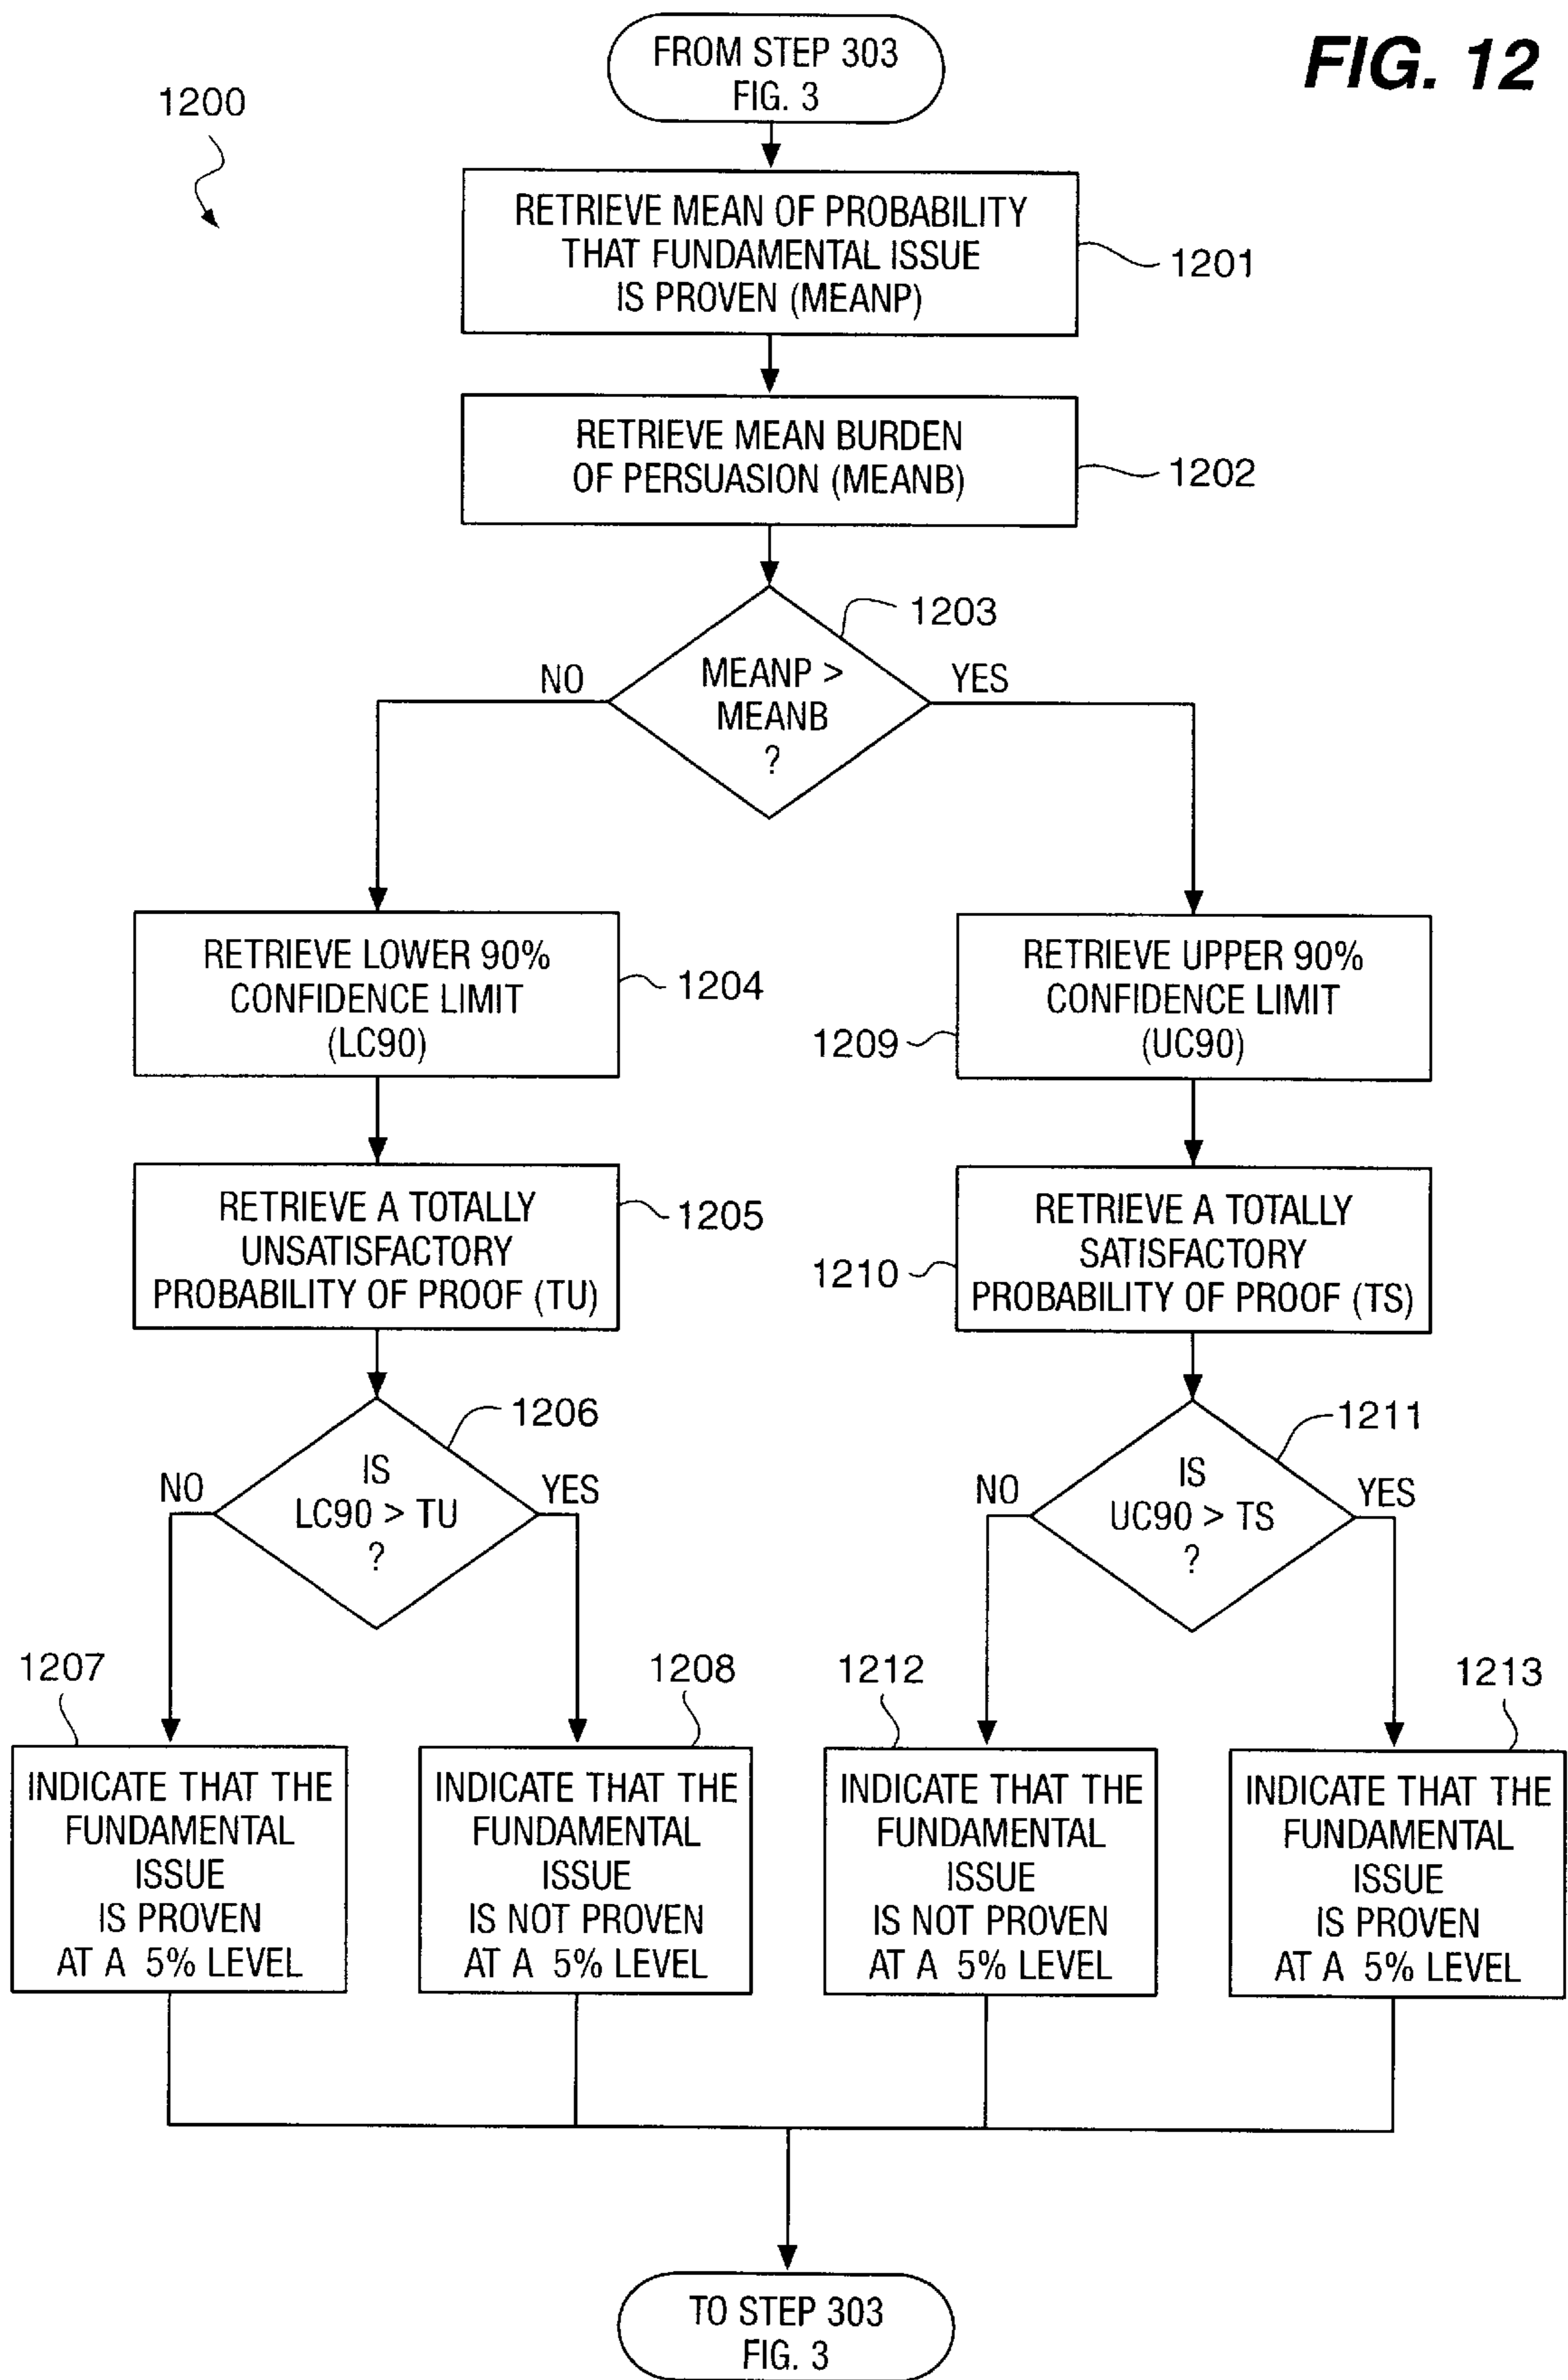 FIG. 12
1200
FROM STEP 303
FIG. 3
RETRIEVE MEAN OF PROBABILITY
THAT FUNDAMENTAL ISSUE
IS PROVEN (MEANP)
1201
RETRIEVE MEAN BURDEN
OF PERSUASION (MEANB)
1202
1203
MEANP >
MEANB
?
NO
YES
RETRIEVE LOWER 90%
CONFIDENCE LIMIT
(LC90)
1204
RETRIEVE A TOTALLY
UNSATISFACTORY
PROBABILITY OF PROOF (TU)
1205
1206
IS
LC90 > TU
?
NO
YES
1207
INDICATE THAT THE
FUNDAMENTAL
ISSUE
IS PROVEN
AT A 5% LEVEL
1208
INDICATE THAT THE
FUNDAMENTAL
ISSUE
IS NOT PROVEN
AT A 5% LEVEL
RETRIEVE UPPER 90%
CONFIDENCE LIMIT
(UC90)
1209
RETRIEVE A TOTALLY
SATISFACTORY
PROBABILITY OF PROOF (TS)
1210
1211
IS
UC90 > TS
?
NO
YES
1212
INDICATE THAT THE
FUNDAMENTAL
ISSUE
IS NOT PROVEN
AT A 5% LEVEL
1213
INDICATE THAT THE
FUNDAMENTAL
ISSUE
IS PROVEN
AT A 5% LEVEL
TO STEP 303
FIG. 3